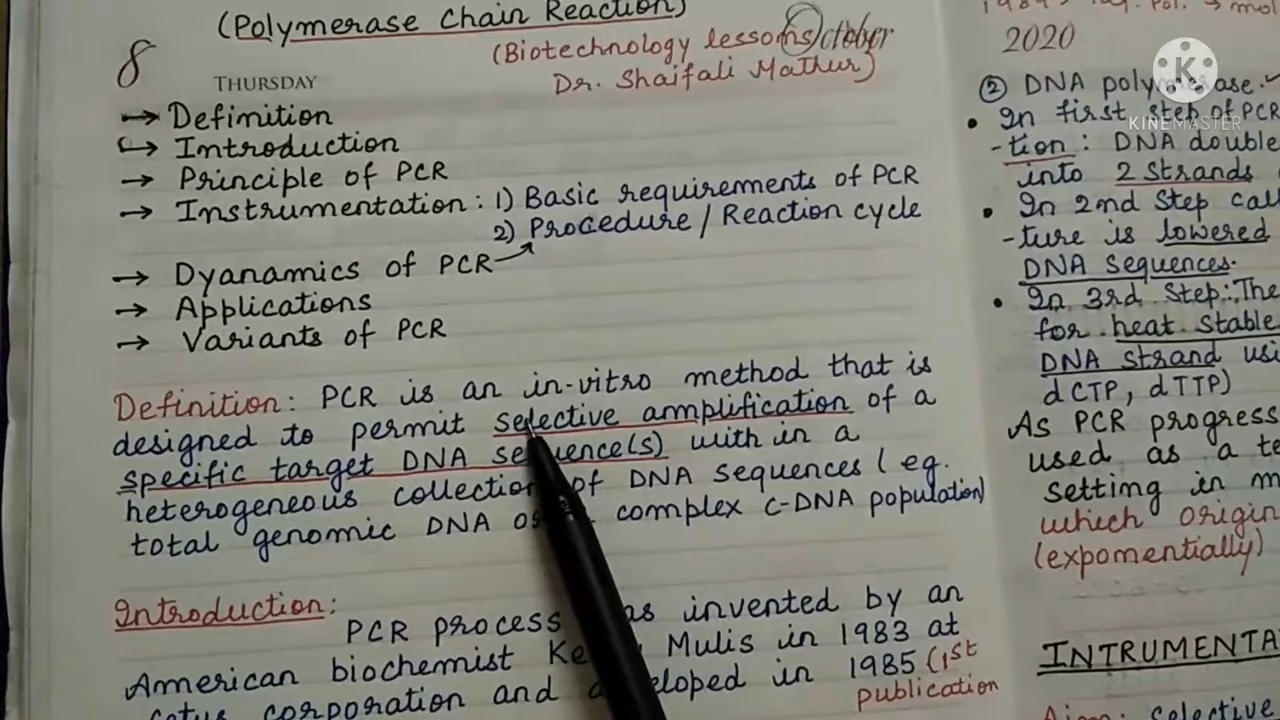 (Polymerase Chain Reaction)
(Biotechnology lessons) October
Dr. Shaifali Mathur)
8
THURSDAY
→ Definition
→ Introduction
→ Principle of PCR
→ Instrumentation: 1) Basic requirements of PCR
2) Procedure / Reaction cycle
→ Dyanamics of PCR
→ Applications
→ Variants of PCR
Definition: PCR is an in-vitro method that is
designed to permit selective amplification of a
specific target DNA sequence(s) with in a
heterogeneous collection of DNA sequences (eg.
total genomic DNA complex C-DNA population)
Introduction:
PCR process invented by an
American biochemist Mulis in 1983 at
corporation and developed in 1985 (1st
publication
2020
② DNA polymerase.
• In first step of PCR
-tion: DNA double
into 2 strands
• In 2nd Step
-ture is lowered
DNA sequences.
• In 3rd Step: The
for heat stable
DNA strand
dCTP, dTTP)
As PCR progress
used as a
setting in
which
(expomentially)
INTRUMENTA
KINEMASTER